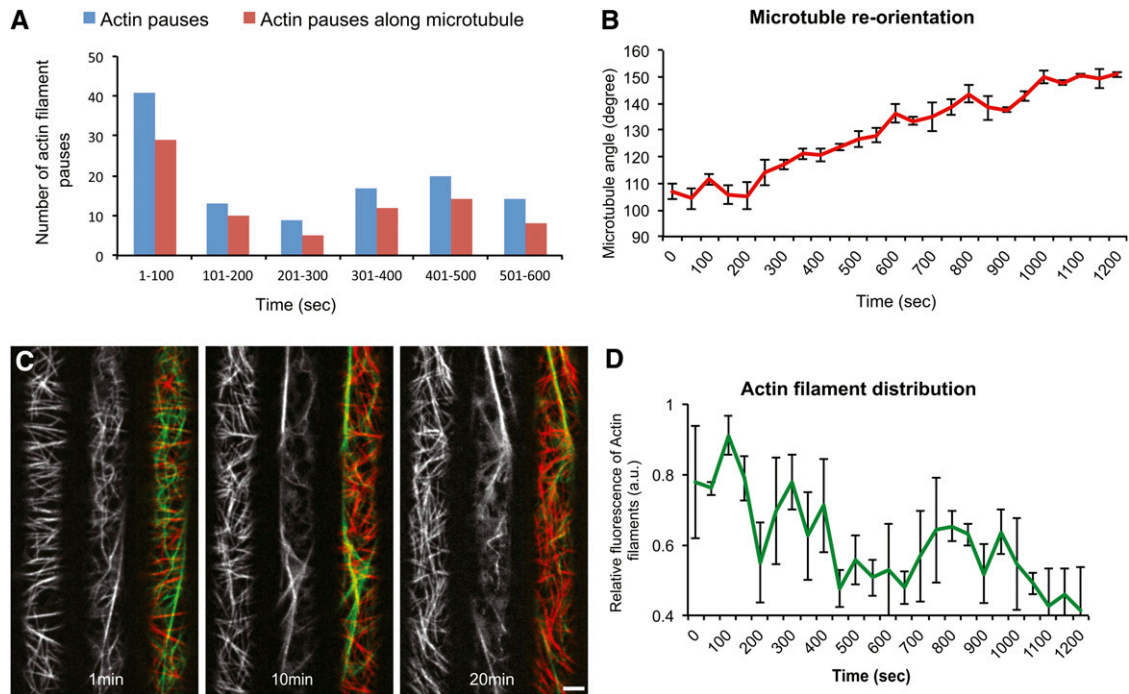 A
Actin pauses
Actin pauses along microtubule
Number of actin filament
pauses
50
40
30
20
10
0
1-100
101-200
201-300
301-400
401-500
501-600
Time (sec)
B
Microtuble re-orientation
Microtubule angle (degree)
160
150
140
130
120
110
100
90
0
100
200
300
400
500
600
700
800
900
1000
1100
1200
Time (sec)
C
1min
10min
20min
D
Actin filament distribution
Relative fluorescence of Actin
filaments (a.u.)
1
0.8
0.6
0.4
0
100
200
300
400
500
600
700
800
900
1000
1100
1200
Time (sec)